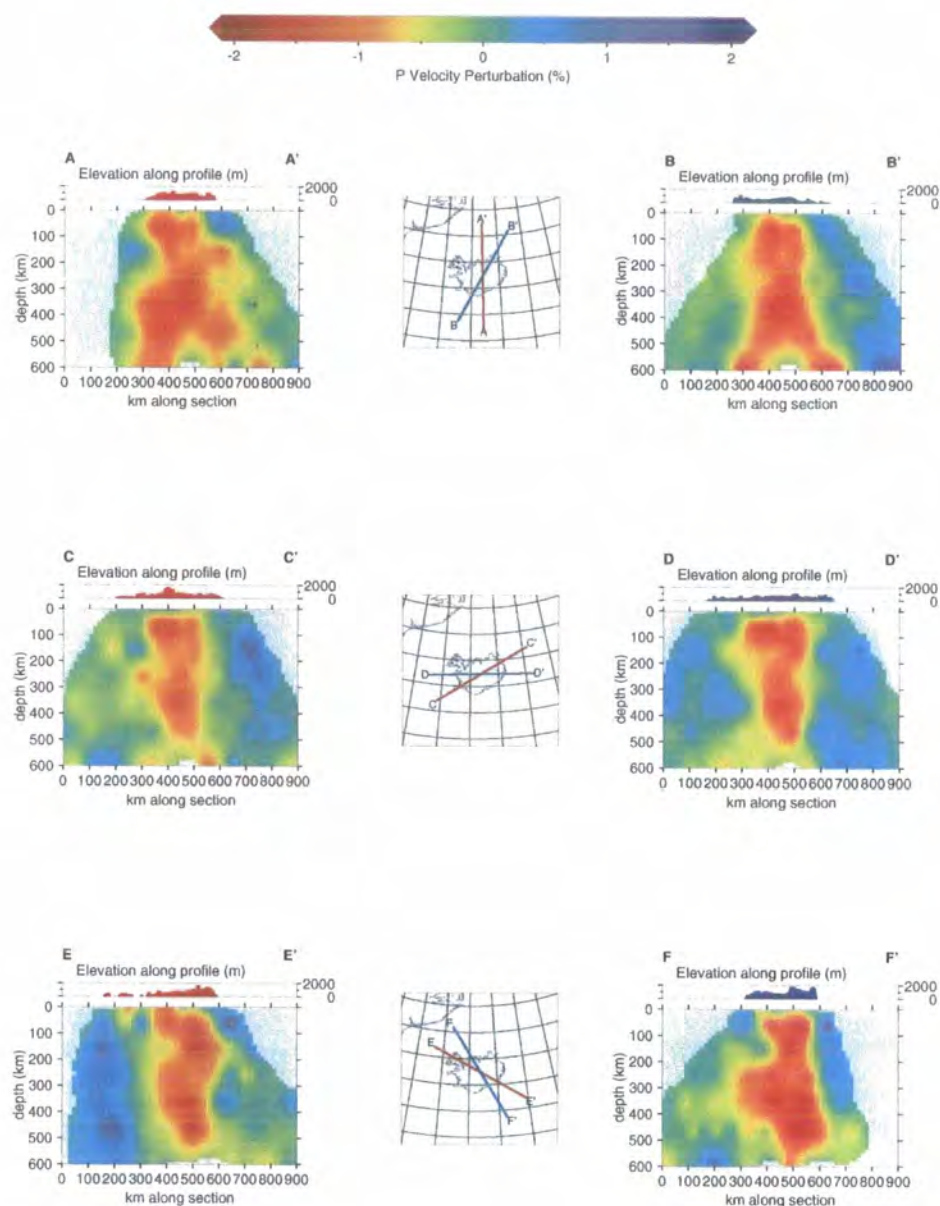 -2 -1 0 1 2
P Velocity Perturbation (%)
A A'
Elevation along profile (m)
2000
0
0
100
200
300
400
500
600
depth (km)
0 100 200 300 400 500 600 700 800 900
km along section
A'
B'
B
A
B B'
Elevation along profile (m)
2000
0
0
100
200
300
400
500
600
depth (km)
0 100 200 300 400 500 600 700 800 900
km along section
C C'
Elevation along profile (m)
2000
0
0
100
200
300
400
500
600
depth (km)
0 100 200 300 400 500 600 700 800 900
km along section
C'
D D'
C
D D'
Elevation along profile (m)
2000
0
0
100
200
300
400
500
600
depth (km)
0 100 200 300 400 500 600 700 800 900
km along section
E E'
Elevation along profile (m)
2000
0
0
100
200
300
400
500
600
depth (km)
0 100 200 300 400 500 600 700 800 900
km along section
F
E
E'
F'
F F'
Elevation along profile (m)
2000
0
0
100
200
300
400
500
600
depth (km)
0 100 200 300 400 500 600 700 800 900
km along section